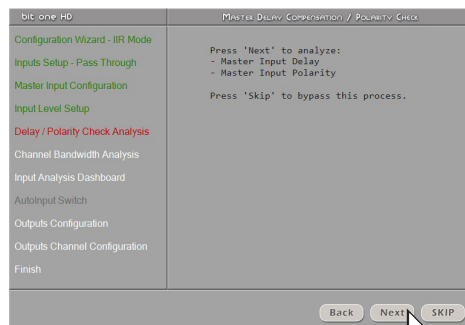 bit one HD
Master Delay Compensation / Polarity Check
Configuration Wizard - IIR Mode
Inputs Setup - Pass Through
Master Input Configuration
Input Level Setup
Delay / Polarity Check Analysis
Channel Bandwidth Analysis
Input Analysis Dashboard
AutoInput Switch
Outputs Configuration
Outputs Channel Configuration
Finish
Press 'Next' to analyze:
- Master Input Delay
- Master Input Polarity
Press 'Skip' to bypass this process.
Back
Next
SKIP